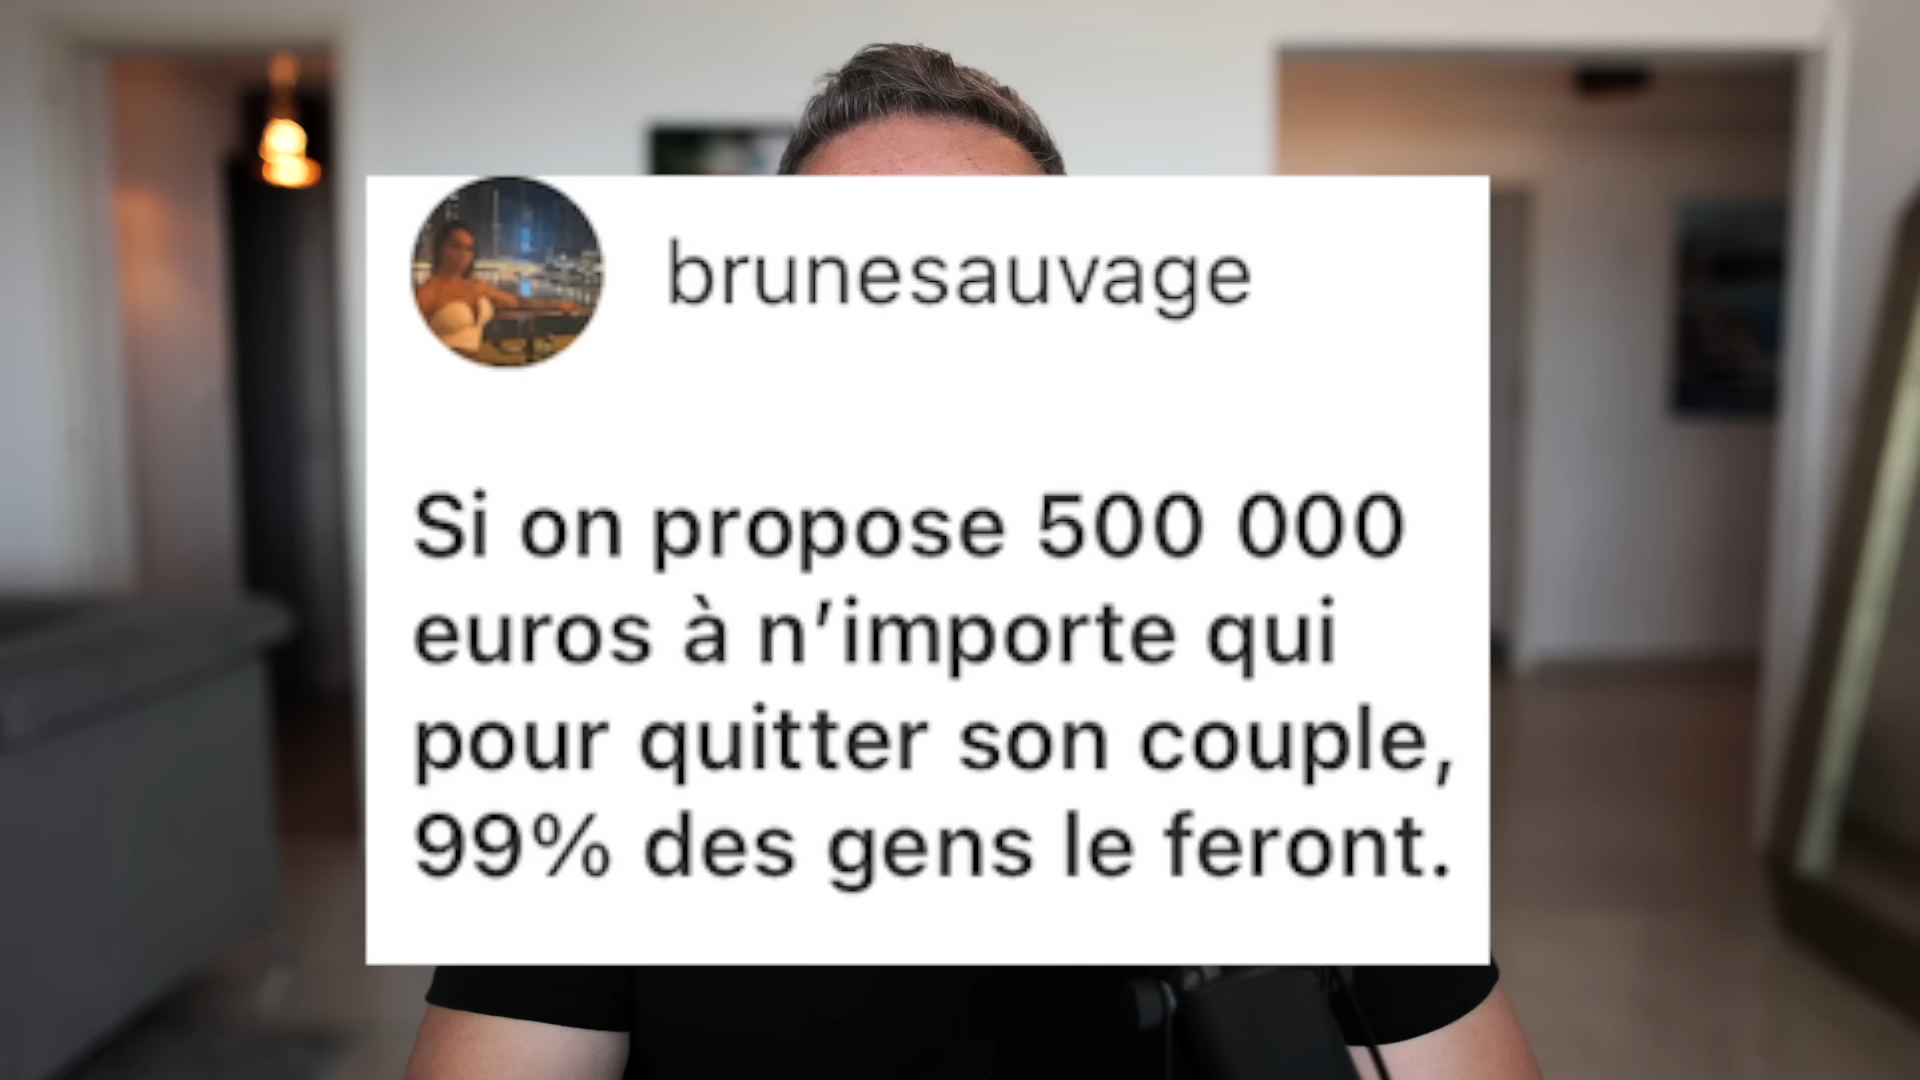 brunesauvage
Si on propose 500 000
euros à n’importe qui
pour quitter son couple,
99% des gens le feront.